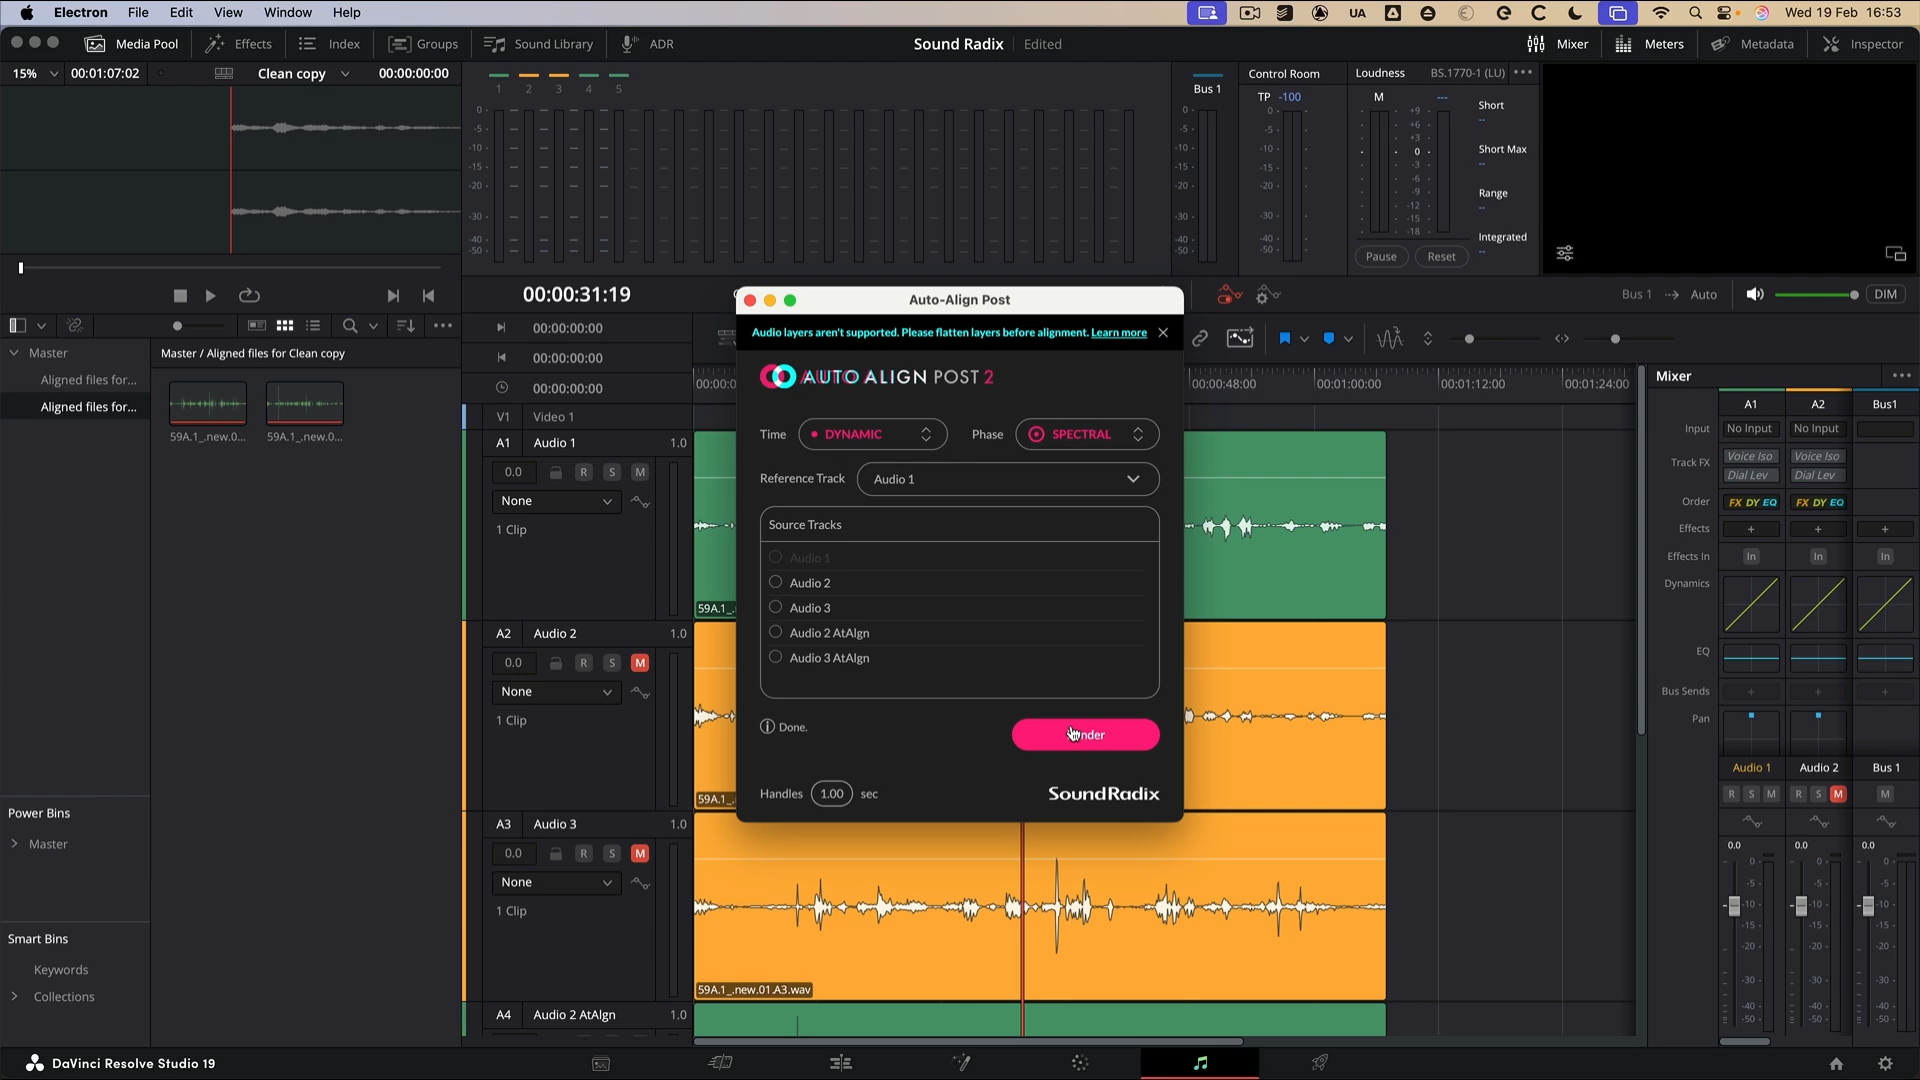 Electron File Edit View Window Help
UA
Wed 19 Feb 16:53
Media Pool Effects Index Groups Sound Library ADR
Sound Radix Edited
Mixer Meters Metadata Inspector
15% 00:01:07:02 Clean copy 00:00:00:00
1 2 3 4 5
Bus 1
Control Room
TP -100
Loudness BS.1770-1 (LU)
M
Short
Short Max
Range
Integrated
Pause Reset
00:00:31:19
Bus 1 Auto DIM
00:00:00:00
00:00:00:00
00:00:00:00
Master
Aligned files for...
Aligned files for...
Master / Aligned files for Clean copy
59A.1_.new.0...
59A.1_.new.0...
00:00:48:00 00:01:00:00 00:01:12:00 00:01:24:00
V1 Video 1
A1 Audio 1 1.0
0.0 R S M
None
1 Clip
59A.1_.
A2 Audio 2 1.0
0.0 R S M
None
1 Clip
59A.1_.
A3 Audio 3 1.0
0.0 R S M
None
1 Clip
59A.1_.new.01.A3.wav
A4 Audio 2 AtAlgn 1.0
Auto-Align Post
Audio layers aren't supported. Please flatten layers before alignment. Learn more
AUTO ALIGN POST 2
Time DYNAMIC Phase SPECTRAL
Reference Track Audio 1
Source Tracks
Audio 1
Audio 2
Audio 3
Audio 2 AtAlgn
Audio 3 AtAlgn
Done.
Handles 1.00 sec
SoundRadix
Mixer
A1 A2 Bus1
Input No Input No Input
Track FX Voice Iso Voice Iso
Dial Lev Dial Lev
Order FX DY EQ FX DY EQ
Effects + + +
Effects In In In In
Dynamics
EQ
Bus Sends + + +
Pan
Audio 1 Audio 2 Bus 1
R S M R S M M
0.0 0.0 0.0
Power Bins
Master
Smart Bins
Keywords
Collections
DaVinci Resolve Studio 19